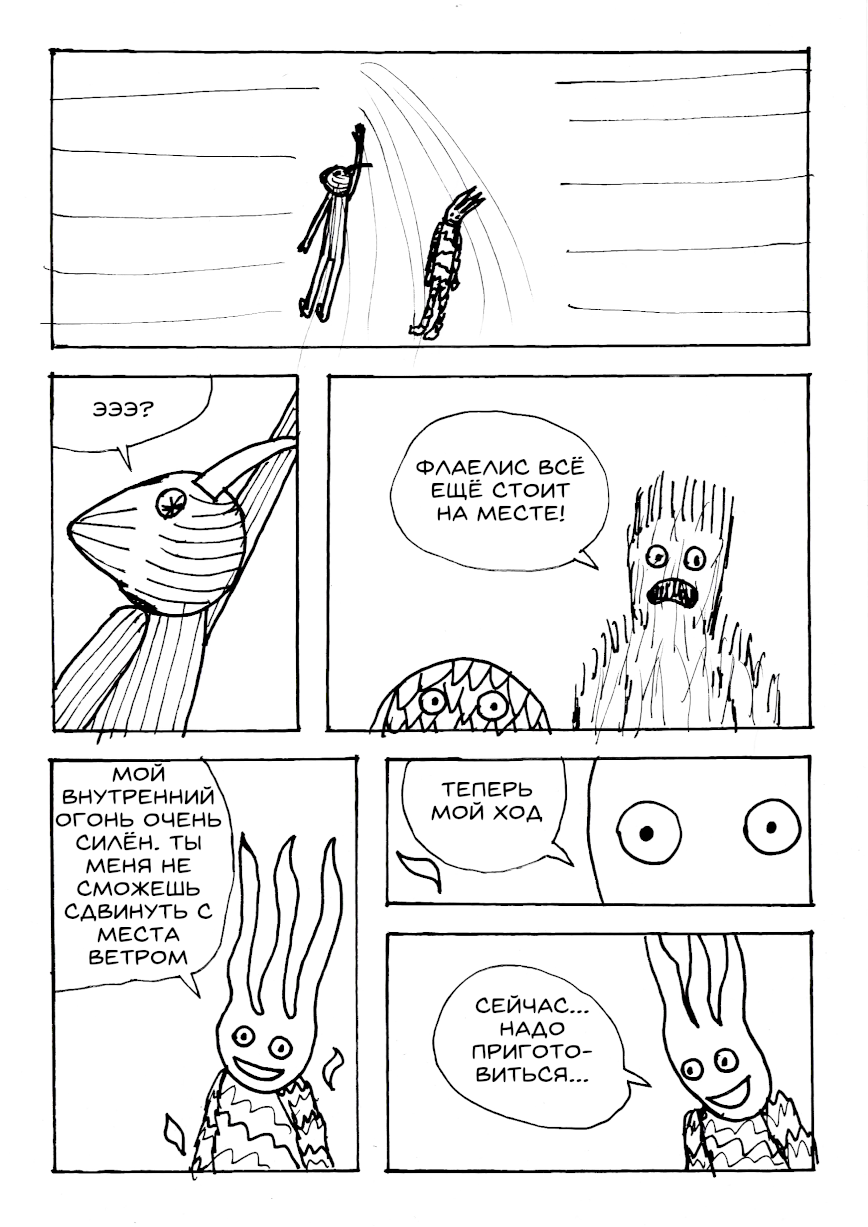 ЭЭЭ?
ФЛАЕЛИС ВСЁ
ЕЩЁ СТОИТ
НА МЕСТЕ!
МОЙ
ВНУТРЕННИЙ
ОГОНЬ ОЧЕНЬ
СИЛЁН. ТЫ
МЕНЯ НЕ
СМОЖЕШЬ
СДВИНУТЬ С
МЕСТА
ВЕТРОМ
ТЕПЕРЬ
МОЙ ХОД
СЕЙЧАС...
НАДО
ПРИГОТО-
ВИТЬСЯ...